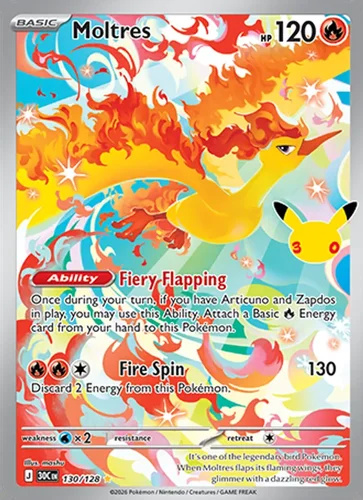 BASIC
Moltres
HP 120
30
Ability Fiery Flapping
Once during your turn, if you have Articuno and Zapdos
in play, you may use this Ability. Attach a Basic Energy
card from your hand to this Pokémon.
Fire Spin 130
Discard 2 Energy from this Pokémon.
weakness ×2 resistance retreat
Illus. mashu
J 30C EN 130/128
It's one of the legendary bird Pokémon.
When Moltres flaps its flaming wings, they
glimmer with a dazzling red glow.
©2026 Pokémon / Nintendo / Creatures / GAME FREAK